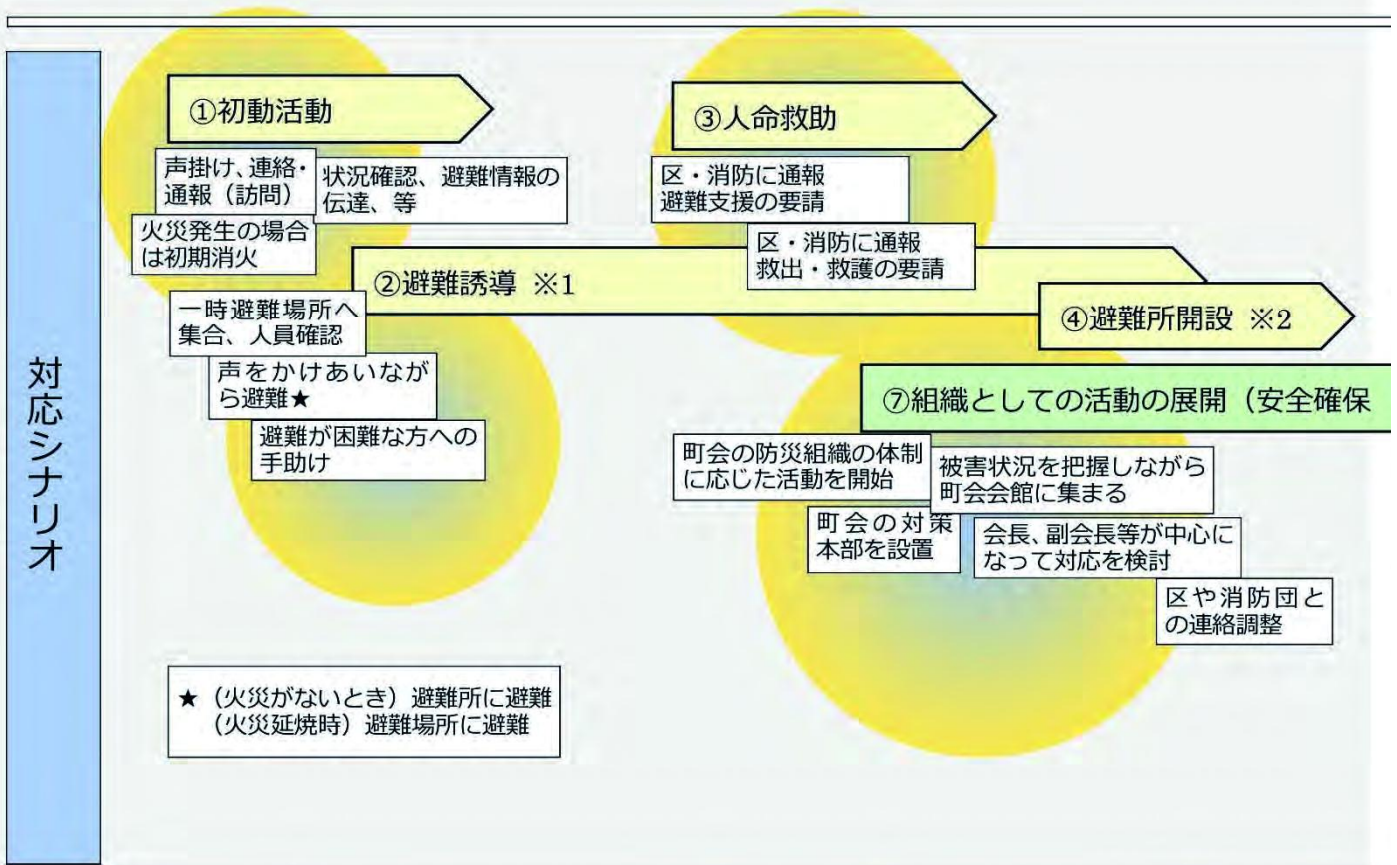 対応シナリオ
①初動活動
声掛け、連絡・
通報（訪問）
状況確認、避難情報の
伝達、等
火災発生の場合
は初期消火
②避難誘導 ※1
一時避難場所へ
集合、人員確認
声をかけあいなが
ら避難★
避難が困難な方への
手助け
③人命救助
区・消防に通報
避難支援の要請
区・消防に通報
救出・救護の要請
④避難所開設 ※2
⑦組織としての活動の展開（安全確保
町会の防災組織の体制
に応じた活動を開始
被害状況を把握しながら
町会会館に集まる
町会の対策
本部を設置
会長、副会長等が中心に
なって対応を検討
区や消防団と
の連絡調整
★（火災がないとき）避難所に避難
（火災延焼時）避難場所に避難